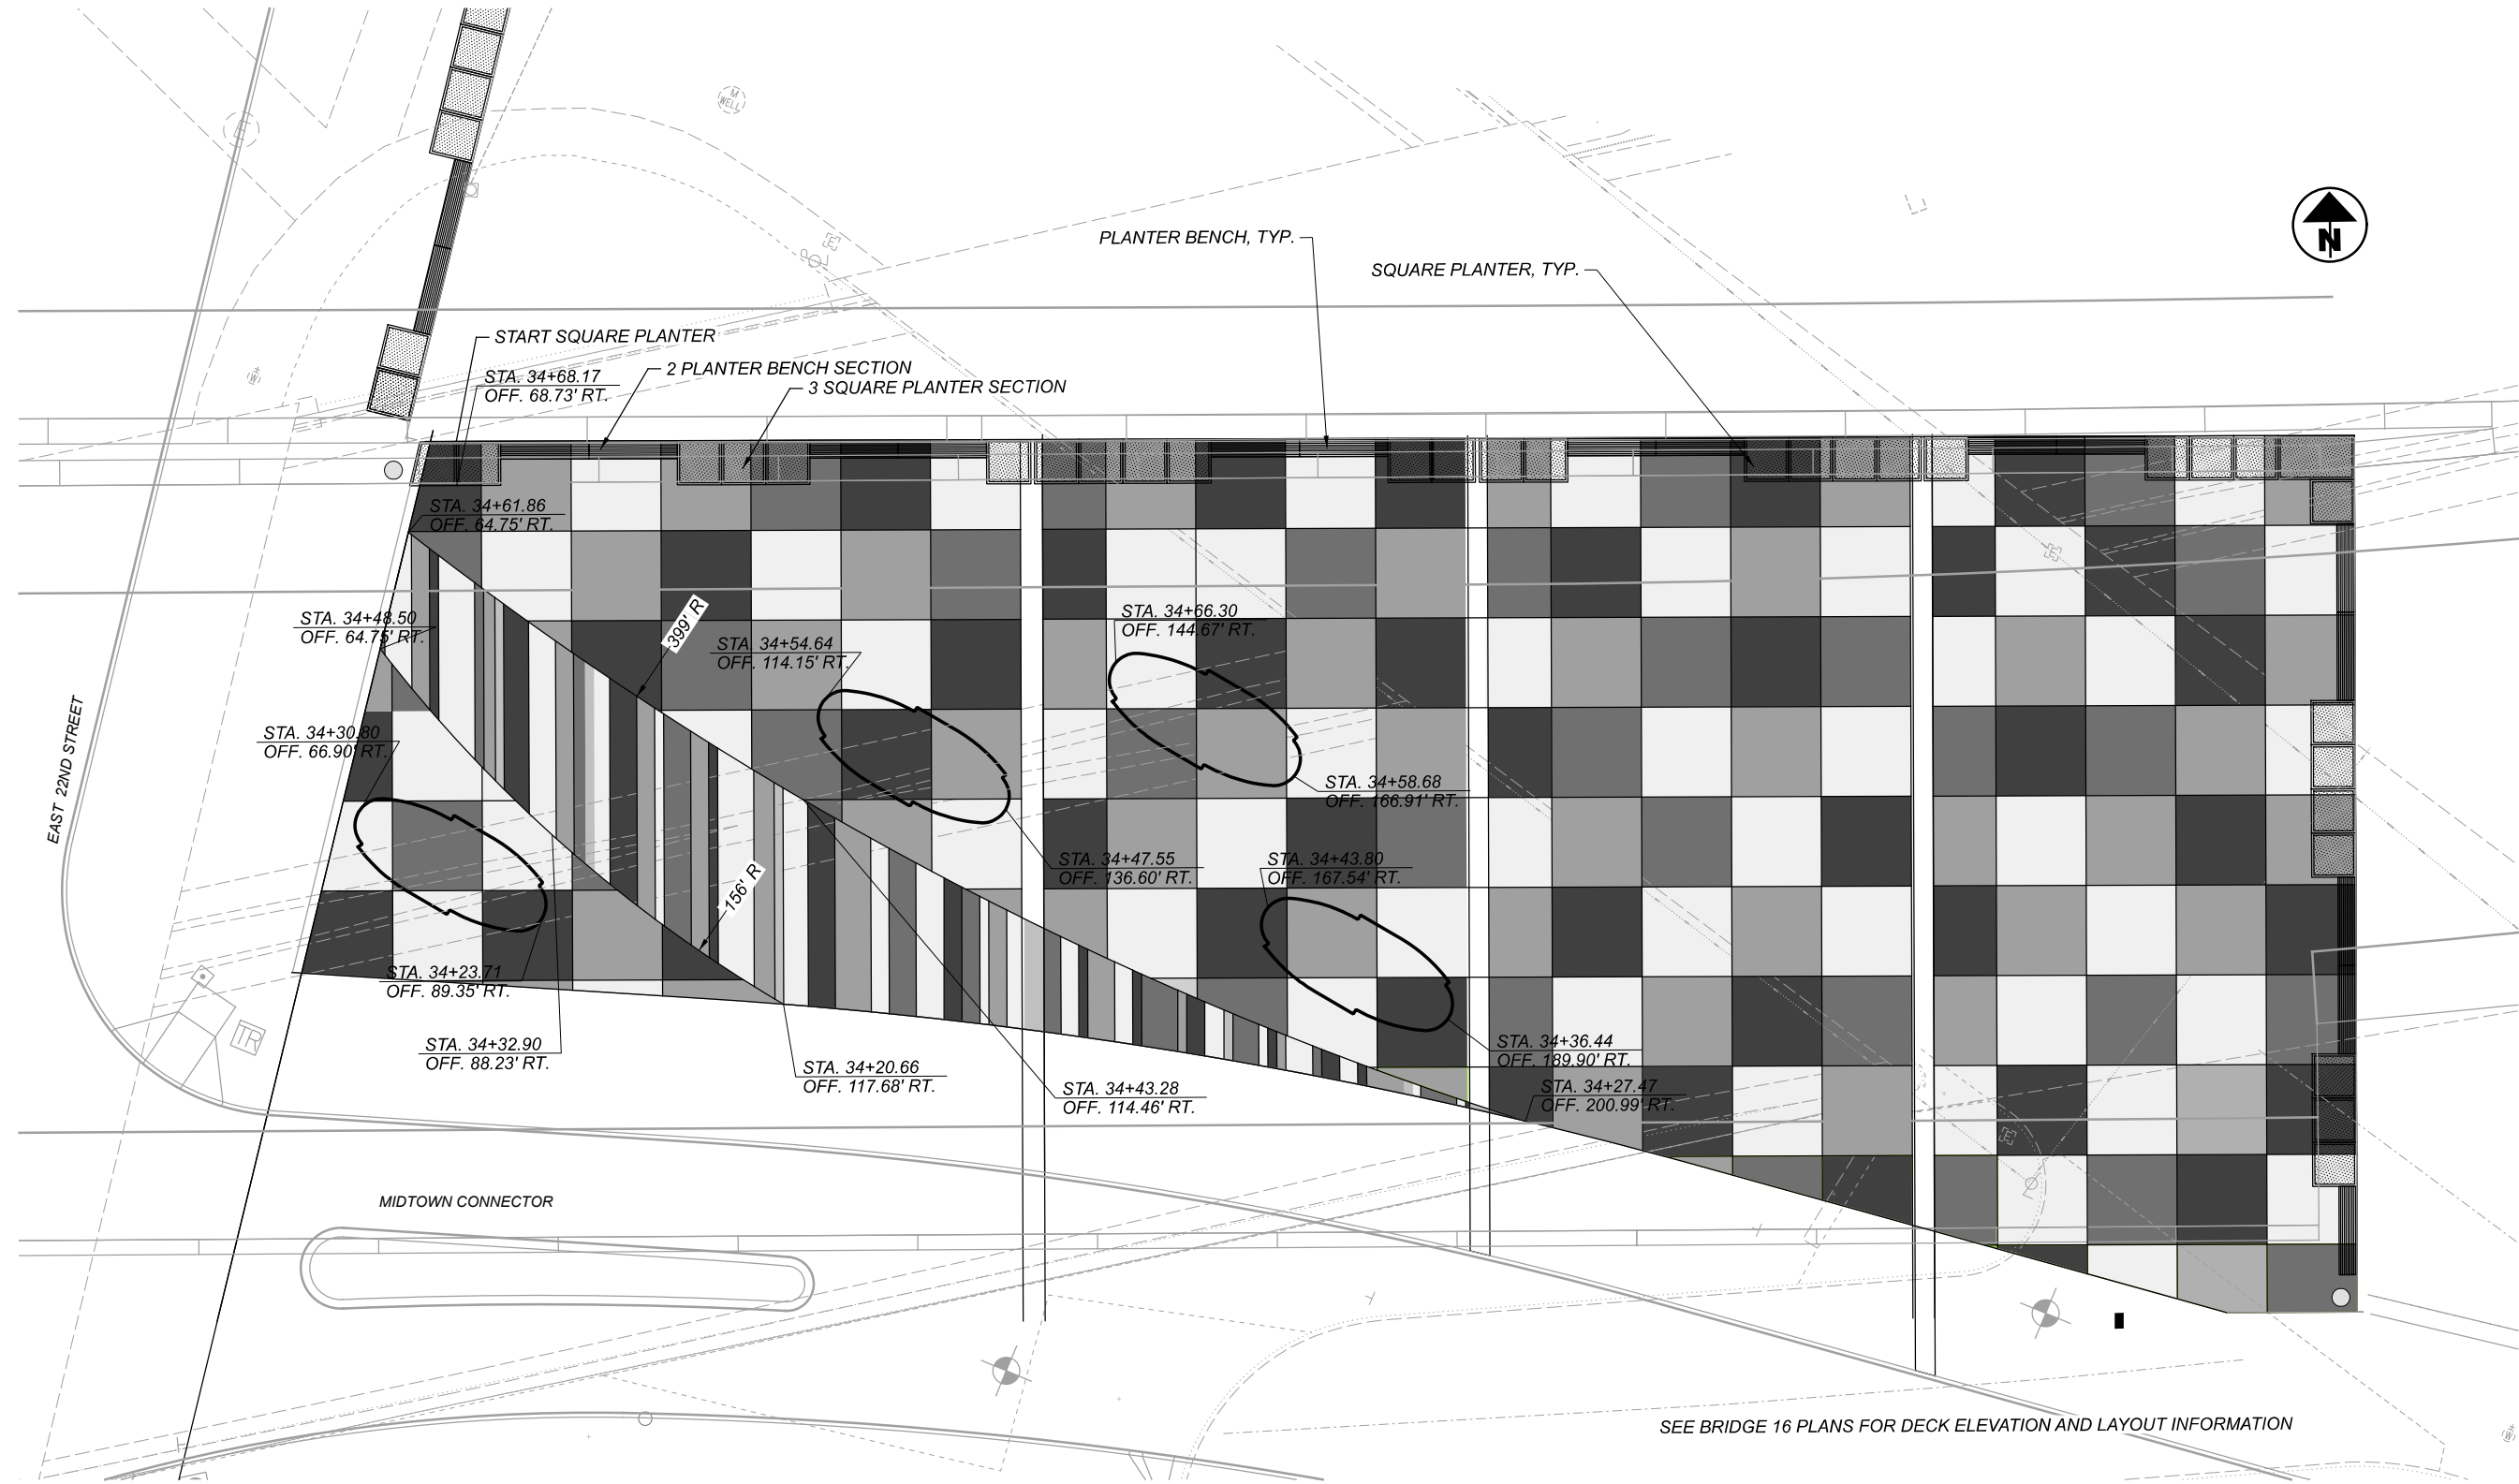 M
WELL
E
N
PLANTER BENCH, TYP.
SQUARE PLANTER, TYP.
START SQUARE PLANTER
2 PLANTER BENCH SECTION
3 SQUARE PLANTER SECTION
STA. 34+68.17
OFF. 68.73' RT.
STA. 34+61.86
OFF. 64.75' RT.
E
STA. 34+48.50
OFF. 64.75' RT.
399' R
STA. 34+54.64
OFF. 114.15' RT.
STA. 34+66.30
OFF. 144.67' RT.
STA. 34+30.80
OFF. 66.90' RT.
EAST 22ND STREET
STA. 34+58.68
OFF. 166.91' RT.
156' R
STA. 34+47.55
OFF. 136.60' RT.
STA. 34+43.80
OFF. 167.54' RT.
STA. 34+23.71
OFF. 89.35' RT.
TR
STA. 34+32.90
OFF. 88.23' RT.
STA. 34+20.66
OFF. 117.68' RT.
STA. 34+43.28
OFF. 114.46' RT.
STA. 34+36.44
OFF. 189.90' RT.
STA. 34+27.47
OFF. 200.99' RT.
E
MIDTOWN CONNECTOR
SEE BRIDGE 16 PLANS FOR DECK ELEVATION AND LAYOUT INFORMATION